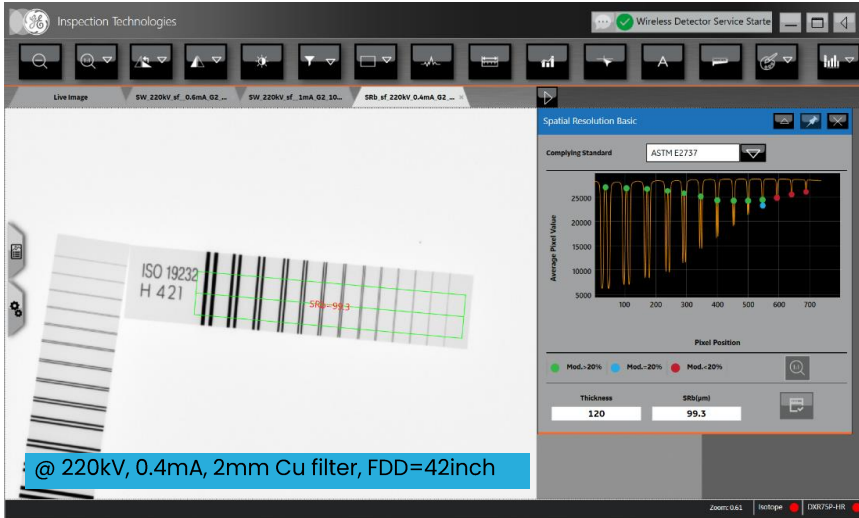 Inspection Technologies
Wireless Detector Service Starte
Live Image
SW_220kV_sf_0.6mA_G2_...
SW_220kV_sf_1mA_G2_10...
SRb_sf_220kV_0.4mA_G2_...
Spatial Resolution Basic
Complying Standard
ASTM E2737
Average Pixel Value
25000
20000
15000
10000
5000
100 200 300 400 500 600 700
Pixel Position
Mod.>20% Mod.~20% Mod.<20%
Thickness SRb(µm)
120 99.3
ISO 19232
H 421
SRb=99.3
@ 220kV, 0.4mA, 2mm Cu filter, FDD=42inch
Zoom: 0.61 Isotope DXR75P-HR